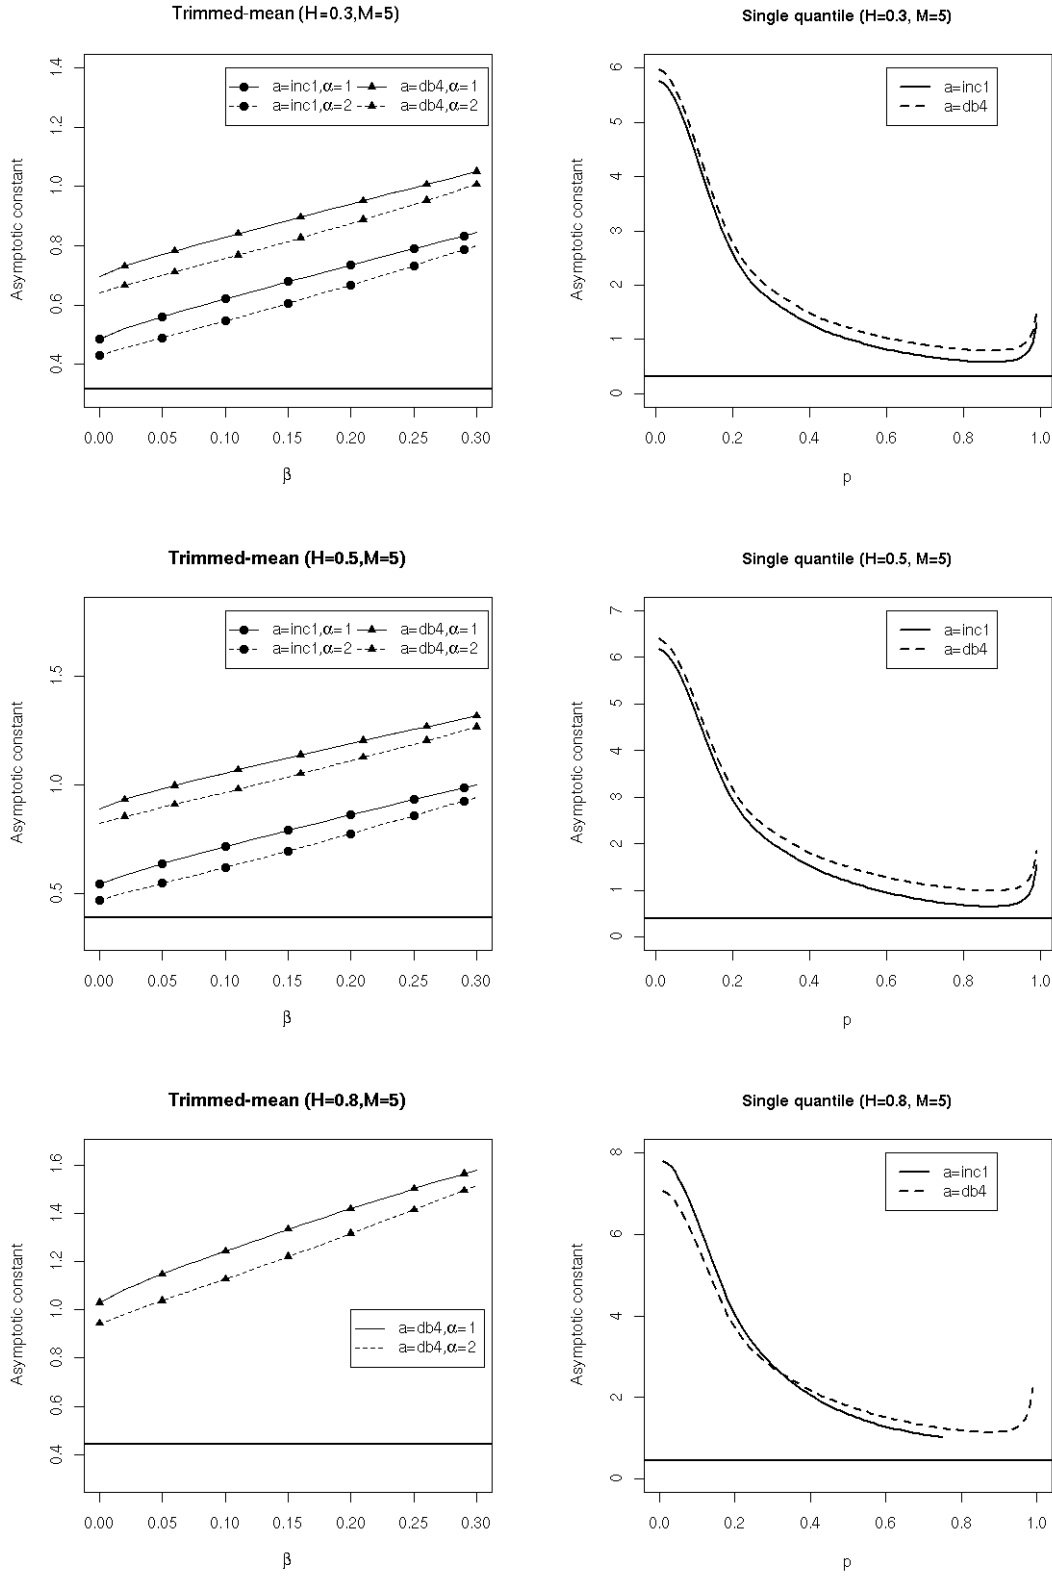 Trimmed-mean (H=0.3,M=5)
Asymptotic constant
0.4 0.6 0.8 1.0 1.2 1.4
a=inc1,α=1 a=db4,α=1
a=inc1,α=2 a=db4,α=2
0.00 0.05 0.10 0.15 0.20 0.25 0.30
β
Single quantile (H=0.3, M=5)
Asymptotic constant
0 1 2 3 4 5 6
a=inc1
a=db4
0.0 0.2 0.4 0.6 0.8 1.0
p
Trimmed-mean (H=0.5,M=5)
Asymptotic constant
0.5 1.0 1.5
a=inc1,α=1 a=db4,α=1
a=inc1,α=2 a=db4,α=2
0.00 0.05 0.10 0.15 0.20 0.25 0.30
β
Single quantile (H=0.5, M=5)
Asymptotic constant
0 1 2 3 4 5 6 7
a=inc1
a=db4
0.0 0.2 0.4 0.6 0.8 1.0
p
Trimmed-mean (H=0.8,M=5)
Asymptotic constant
0.4 0.6 0.8 1.0 1.2 1.4 1.6
a=db4,α=1
a=db4,α=2
0.00 0.05 0.10 0.15 0.20 0.25 0.30
β
Single quantile (H=0.8, M=5)
Asymptotic constant
0 2 4 6 8
a=inc1
a=db4
0.0 0.2 0.4 0.6 0.8 1.0
p